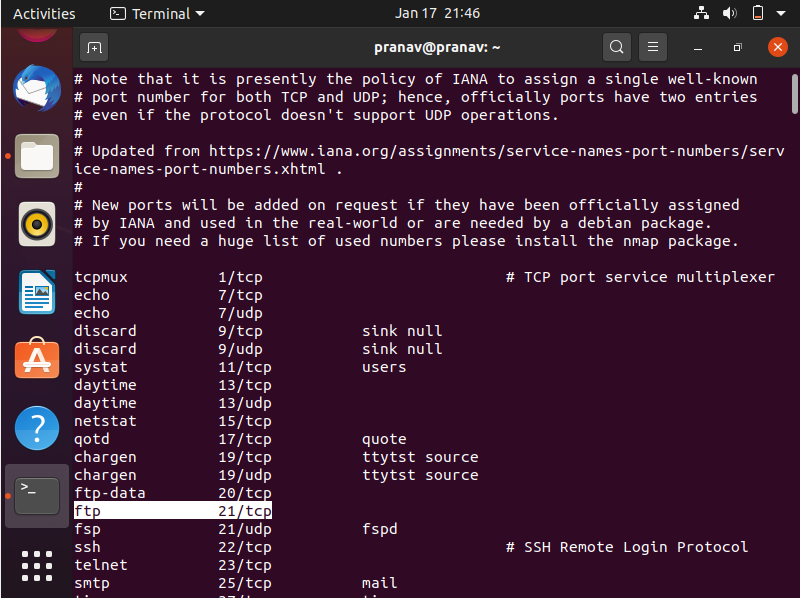 Activities Terminal Jan 17 21:46
pranav@pranav: ~
# Note that it is presently the policy of IANA to assign a single well-known
# port number for both TCP and UDP; hence, officially ports have two entries
# even if the protocol doesn't support UDP operations.
#
# Updated from https://www.iana.org/assignments/service-names-port-numbers/serv
ice-names-port-numbers.xhtml .
#
# New ports will be added on request if they have been officially assigned
# by IANA and used in the real-world or are needed by a debian package.
# If you need a huge list of used numbers please install the nmap package.
tcpmux 1/tcp # TCP port service multiplexer
echo 7/tcp
echo 7/udp
discard 9/tcp sink null
discard 9/udp sink null
systat 11/tcp users
daytime 13/tcp
daytime 13/udp
netstat 15/tcp
qotd 17/tcp quote
chargen 19/tcp ttytst source
chargen 19/udp ttytst source
ftp-data 20/tcp
ftp 21/tcp
fsp 21/udp fspd
ssh 22/tcp # SSH Remote Login Protocol
telnet 23/tcp
smtp 25/tcp mail